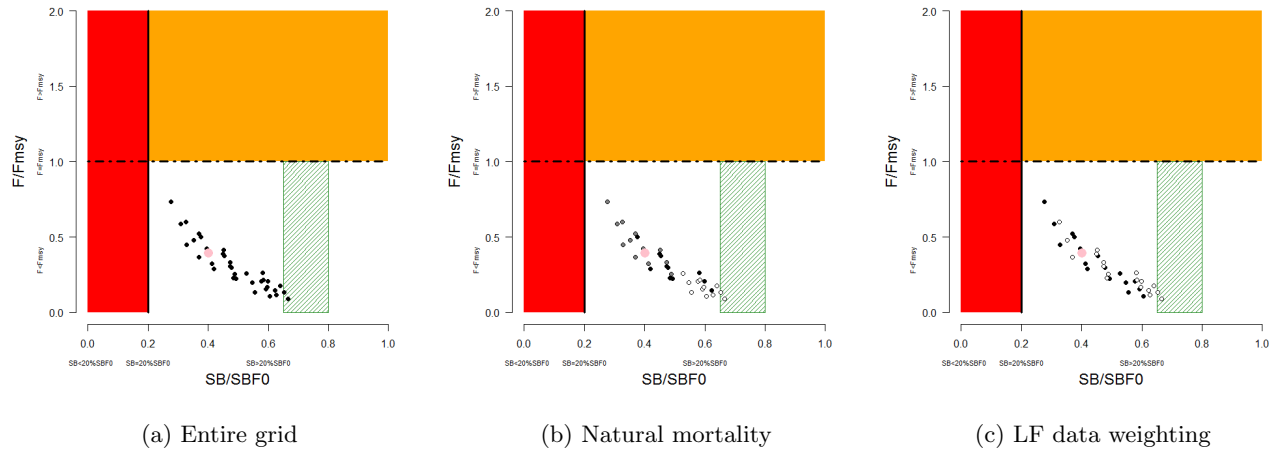 2.0
1.5
1.0
0.5
0.0
F/Fmsy
F>Fmsy
F=Fmsy
F<Fmsy
0.0 0.2 0.4 0.6 0.8 1.0
SB<20%SBF0 SB=20%SBF0 SB>20%SBF0
SB/SBF0
(a) Entire grid
2.0
1.5
1.0
0.5
0.0
F/Fmsy
F>Fmsy
F=Fmsy
F<Fmsy
0.0 0.2 0.4 0.6 0.8 1.0
SB<20%SBF0 SB=20%SBF0 SB>20%SBF0
SB/SBF0
(b) Natural mortality
2.0
1.5
1.0
0.5
0.0
F/Fmsy
F>Fmsy
F=Fmsy
F<Fmsy
0.0 0.2 0.4 0.6 0.8 1.0
SB<20%SBF0 SB=20%SBF0 SB>20%SBF0
SB/SBF0
(c) LF data weighting